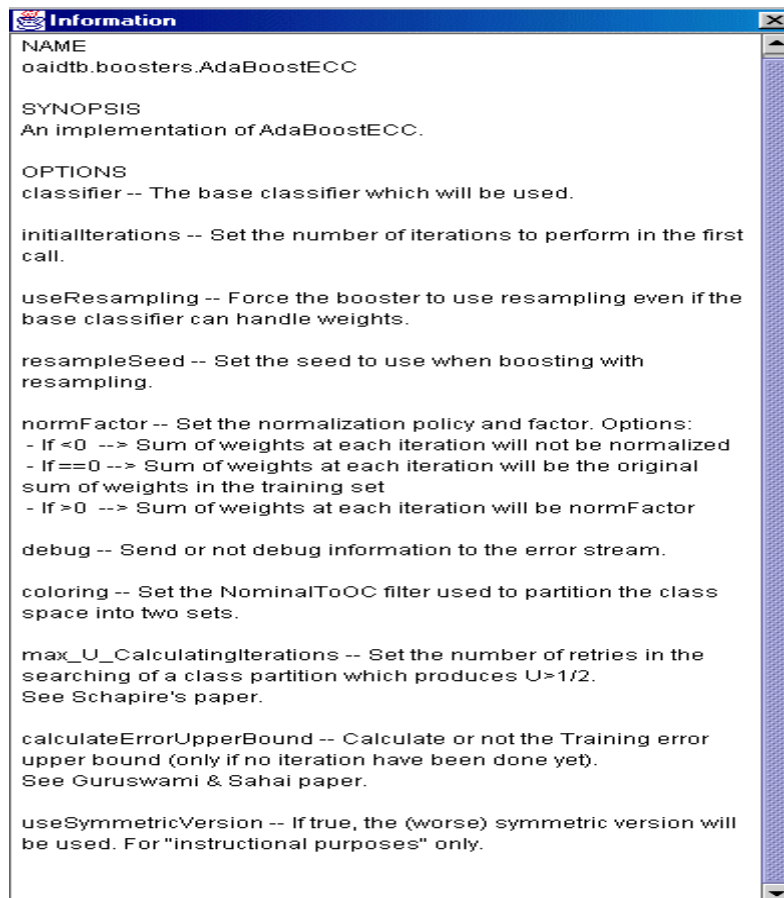 Information
NAME
oaidtb.boosters.AdaBoostECC
SYNOPSIS
An implementation of AdaBoostECC.
OPTIONS
classifier -- The base classifier which will be used.
initialIterations -- Set the number of iterations to perform in the first
call.
useResampling -- Force the booster to use resampling even if the
base classifier can handle weights.
resampleSeed -- Set the seed to use when boosting with
resampling.
normFactor -- Set the normalization policy and factor. Options:
- If <0 --> Sum of weights at each iteration will not be normalized
- If ==0 --> Sum of weights at each iteration will be the original
sum of weights in the training set
- If >0 --> Sum of weights at each iteration will be normFactor
debug -- Send or not debug information to the error stream.
coloring -- Set the NominalToOC filter used to partition the class
space into two sets.
max_U_CalculatingIterations -- Set the number of retries in the
searching of a class partition which produces U>1/2.
See Schapire's paper.
calculateErrorUpperBound -- Calculate or not the Training error
upper bound (only if no iteration have been done yet).
See Guruswami & Sahai paper.
useSymmetricVersion -- If true, the (worse) symmetric version will
be used. For "instructional purposes" only.